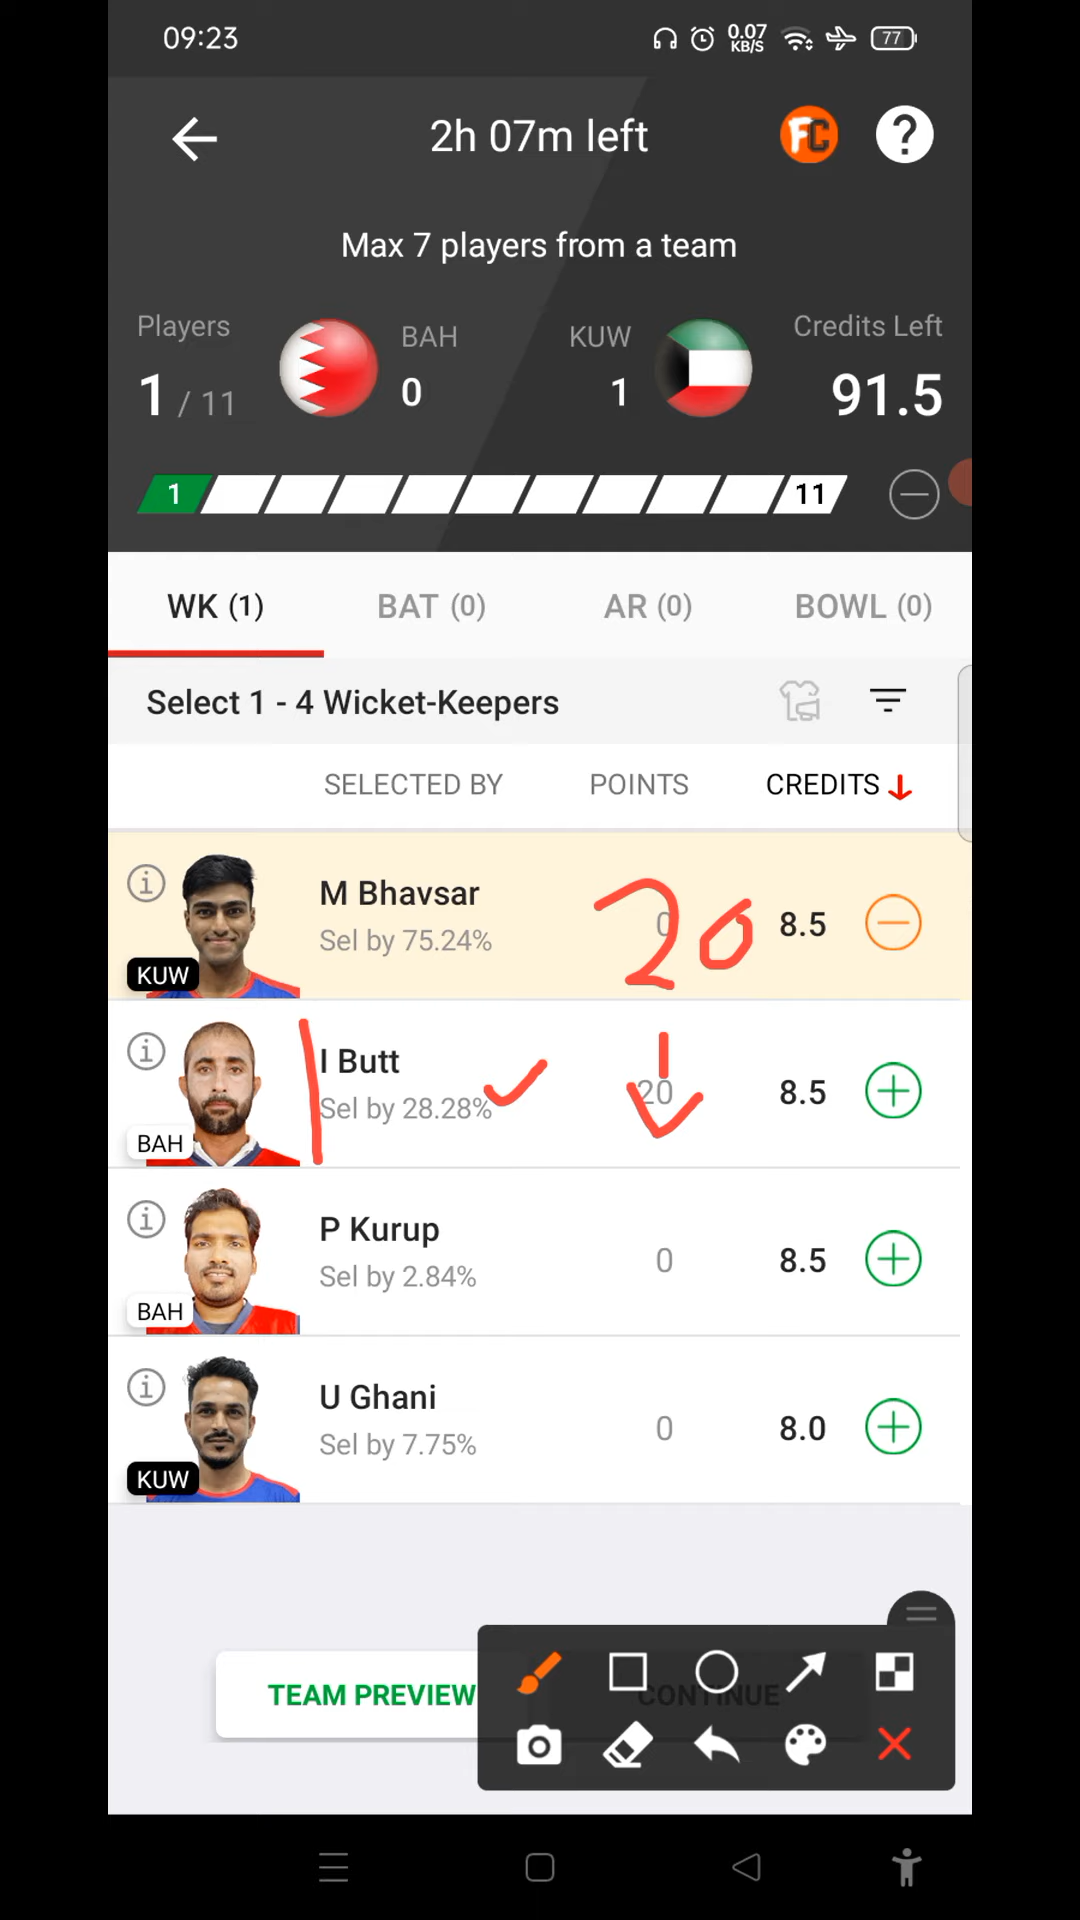 09:23
0.07
KB/S
77
2h 07m left
FC
?
Max 7 players from a team
Players
BAH
KUW
Credits Left
1 / 11
0
1
91.5
1
11
WK (1)
BAT (0)
AR (0)
BOWL (0)
Select 1 - 4 Wicket-Keepers
SELECTED BY
POINTS
CREDITS
M Bhavsar
Sel by 75.24%
0
20
8.5
KUW
I Butt
Sel by 28.28%
20
8.5
BAH
P Kurup
Sel by 2.84%
0
8.5
BAH
U Ghani
Sel by 7.75%
0
8.0
KUW
TEAM PREVIEW
CONTINUE